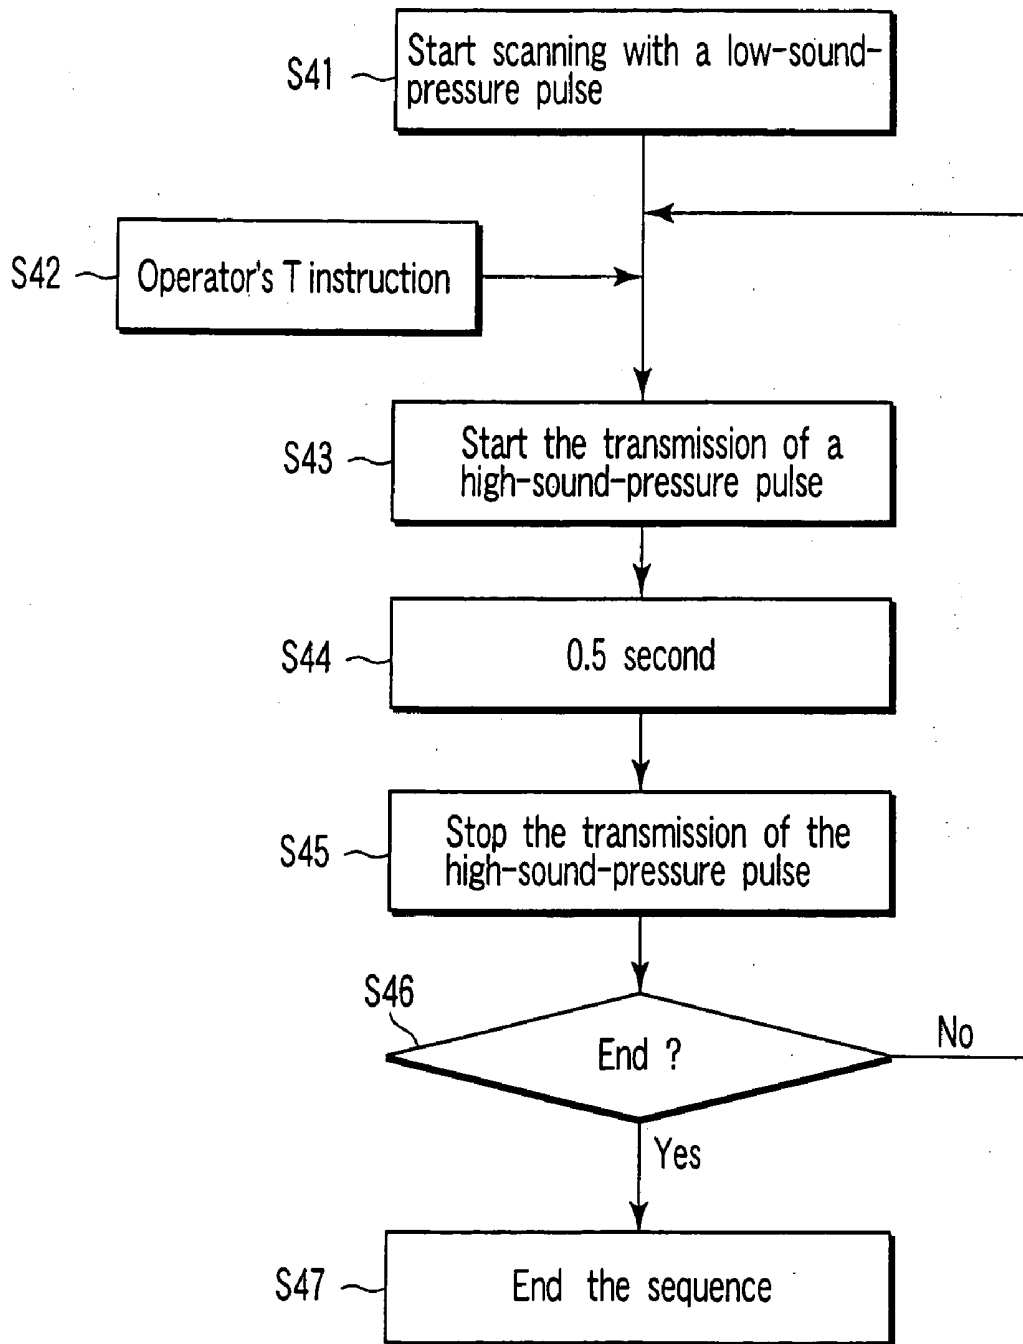 S41
Start scanning with a low-sound-
pressure pulse
S42
Operator's T instruction
S43
Start the transmission of a
high-sound-pressure pulse
S44
0.5 second
S45
Stop the transmission of the
high-sound-pressure pulse
S46
End ?
No
Yes
S47
End the sequence